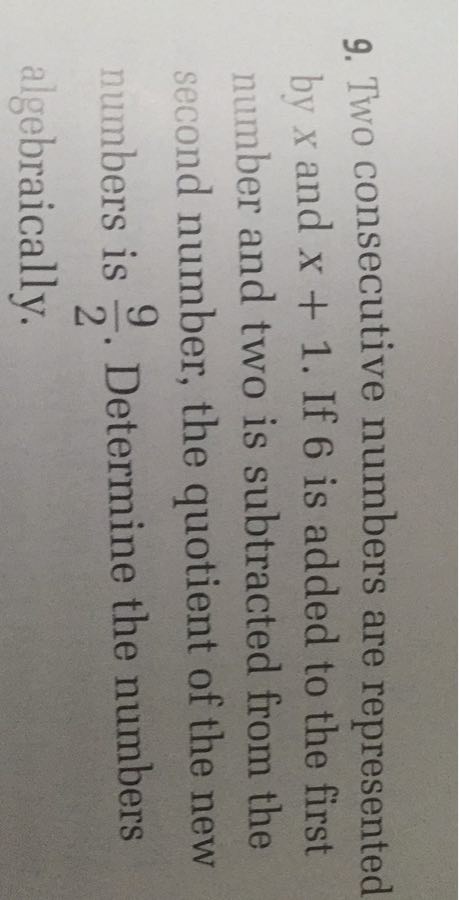 9. Two consecutive numbers are represented
by x and x + 1. If 6 is added to the first
number and two is subtracted from the
second number, the quotient of the new
numbers is 9/2. Determine the numbers
algebraically.